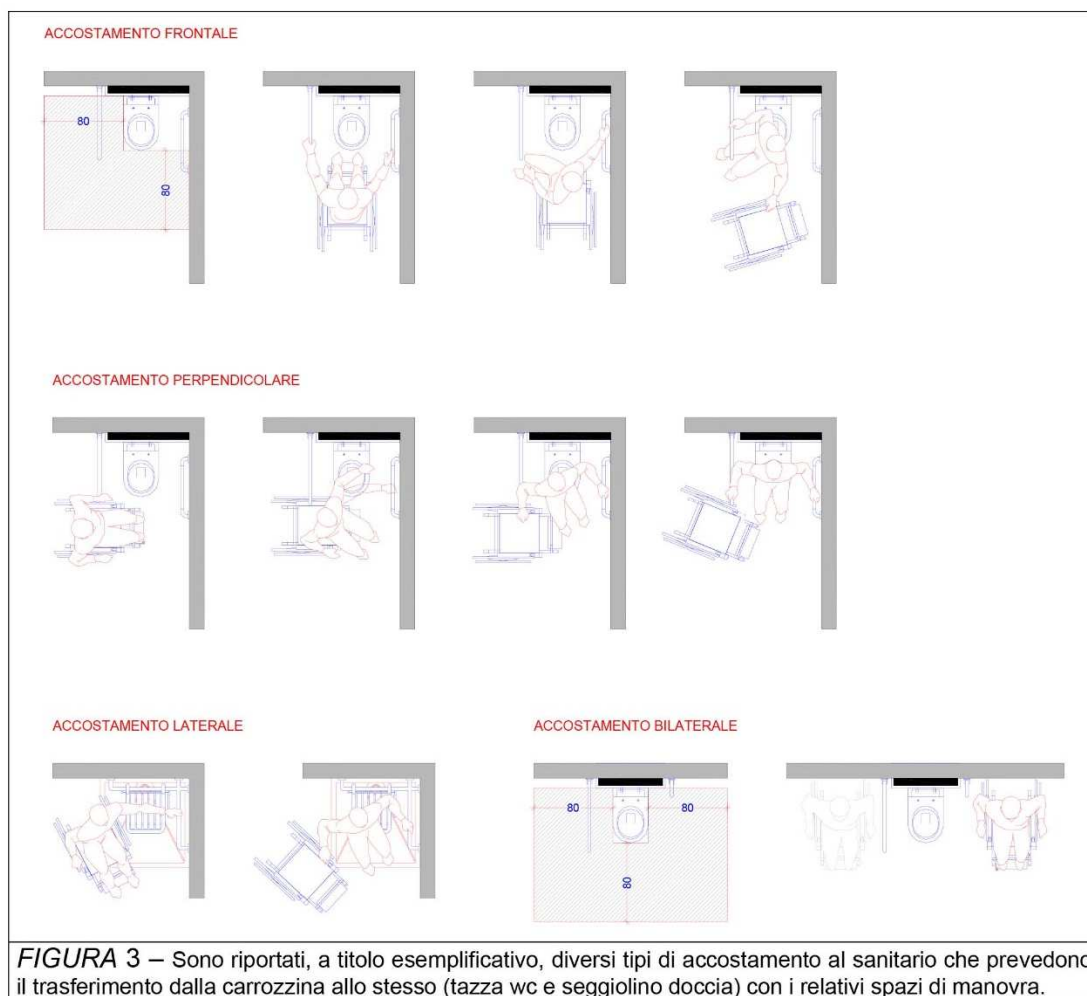 ACCOSTAMENTO FRONTALE
80
80
ACCOSTAMENTO PERPENDICOLARE
ACCOSTAMENTO LATERALE
ACCOSTAMENTO BILATERALE
80
80
80
FIGURA 3 – Sono riportati, a titolo esemplificativo, diversi tipi di accostamento al sanitario che prevedono
il trasferimento dalla carrozzina allo stesso (tazza wc e seggiolino doccia) con i relativi spazi di manovra.